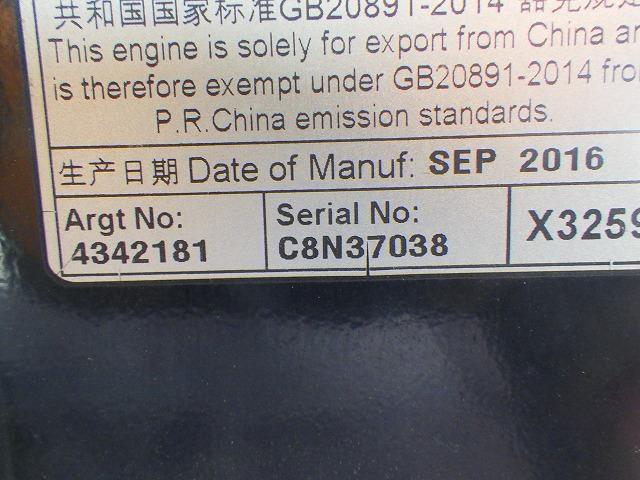 共和国国家标准GB20891-2014
This engine is solely for export from China
is therefore exempt under GB20891-2014
P.R.China emission standards.
生产日期 Date of Manuf: SEP 2016
Argt No: Serial No:
4342181 C8N37038 X3259